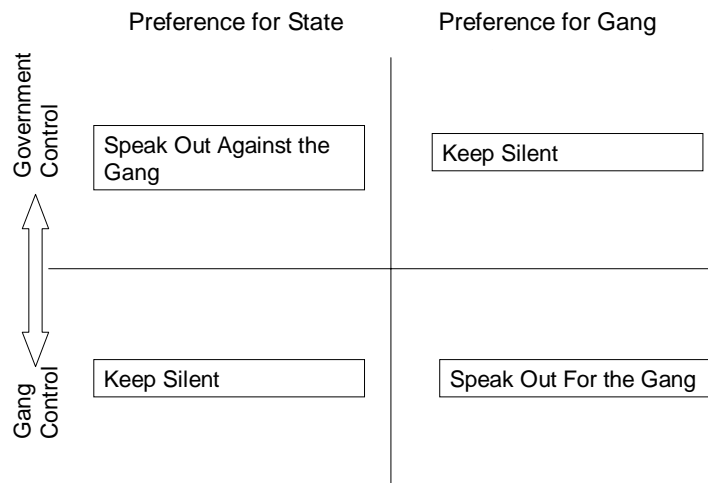 Preference for State
Preference for Gang
Government
Control
Speak Out Against the
Gang
Keep Silent
Gang
Control
Keep Silent
Speak Out For the Gang